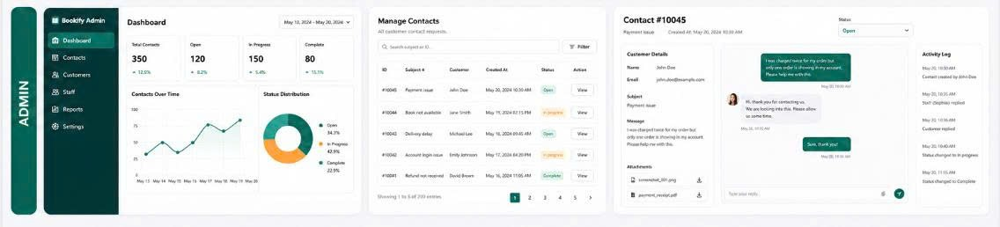 ADMIN
Bookify Admin
Dashboard
Contacts
Customers
Staff
Reports
Settings
Dashboard
May 13, 2024 - May 20, 2024
Total Contacts
350
12.5%
Open
120
8.2%
In Progress
150
5.4%
Complete
80
15.1%
Contacts Over Time
100
75
50
25
0
May 13 May 14 May 15 May 16 May 17 May 18 May 19 May 20
Status Distribution
Open
34.3%
In Progress
42.9%
Complete
22.9%
Manage Contacts
All customer contact requests.
Search subject or ID...
Filter
ID Subject Customer Created At Status Action
#10045 Payment issue John Doe May 20, 2024 10:30 AM Open View
#10044 Book not available Jane Smith May 19, 2024 02:15 PM In progress View
#10043 Delivery delay Michael Lee May 18, 2024 09:45 AM Open View
#10042 Account login issue Emily Johnson May 17, 2024 04:20 PM In progress View
#10041 Refund not received David Brown May 16, 2024 11:05 AM Complete View
Showing 1 to 5 of 200 entries
1 2 3 4 5
Contact #10045
Payment issue Created At: May 20, 2024 10:30 AM
Status
Open
Customer Details
Name John Doe
Email john.doe@example.com
Subject
Payment issue
Message
I was charged twice for my order but
only one order is showing in my account.
Please help me with this.
Attachments
screenshot_001.png
payment_receipt.pdf
I was charged twice for my order but
only one order is showing in my account.
Please help me with this.
May 20, 10:30 AM
Hi, thank you for contacting us.
We are looking into this. Please allow
us some time.
May 20, 10:35 AM
Sure, thank you!
May 20, 10:36 AM
Type your reply...
Activity Log
May 20, 10:30 AM
Contact created by John Doe
May 20, 10:35 AM
Staff (Sophia) replied
May 20, 10:36 AM
Customer replied
May 20, 10:40 AM
Status changed to In progress
May 20, 11:15 AM
Status changed to Complete